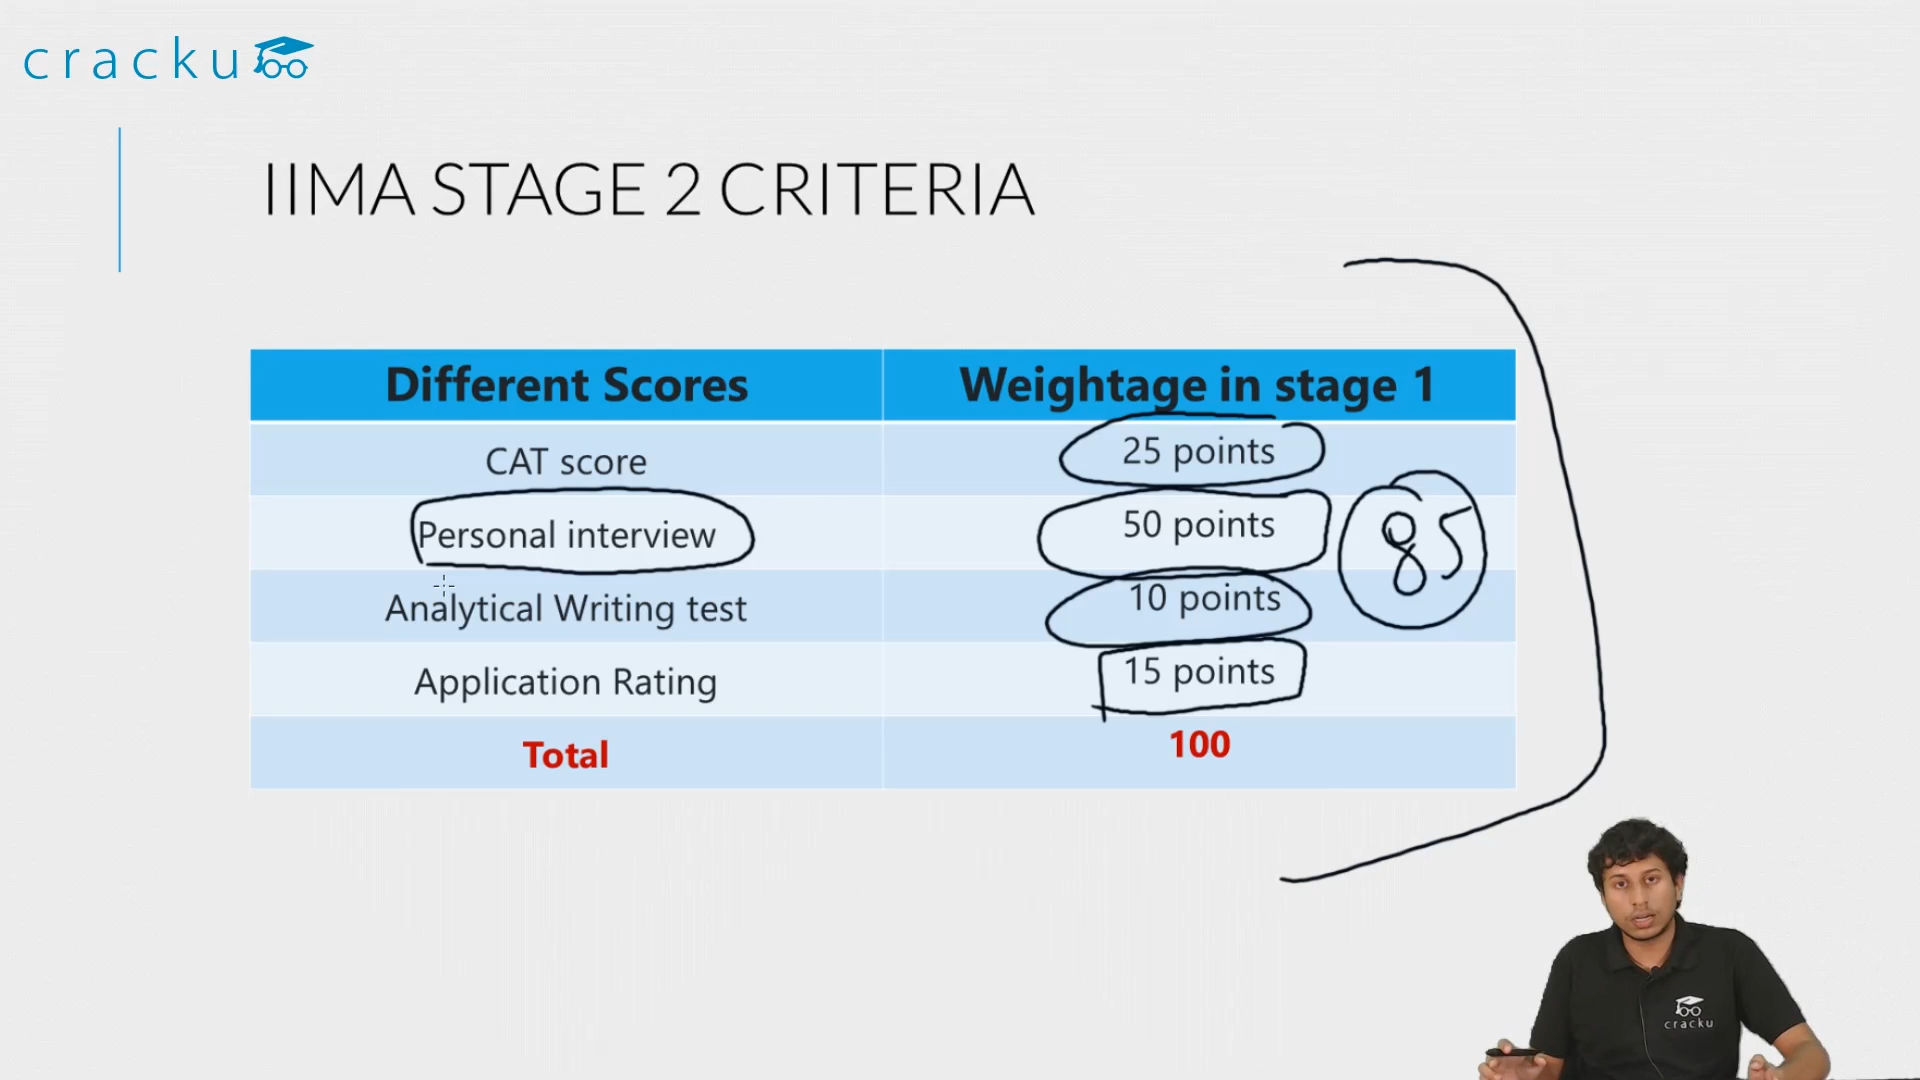 cracku
IIMA STAGE 2 CRITERIA
Different Scores Weightage in stage 1
CAT score 25 points
Personal interview 50 points
85
Analytical Writing test 10 points
Application Rating 15 points
Total 100
cracku